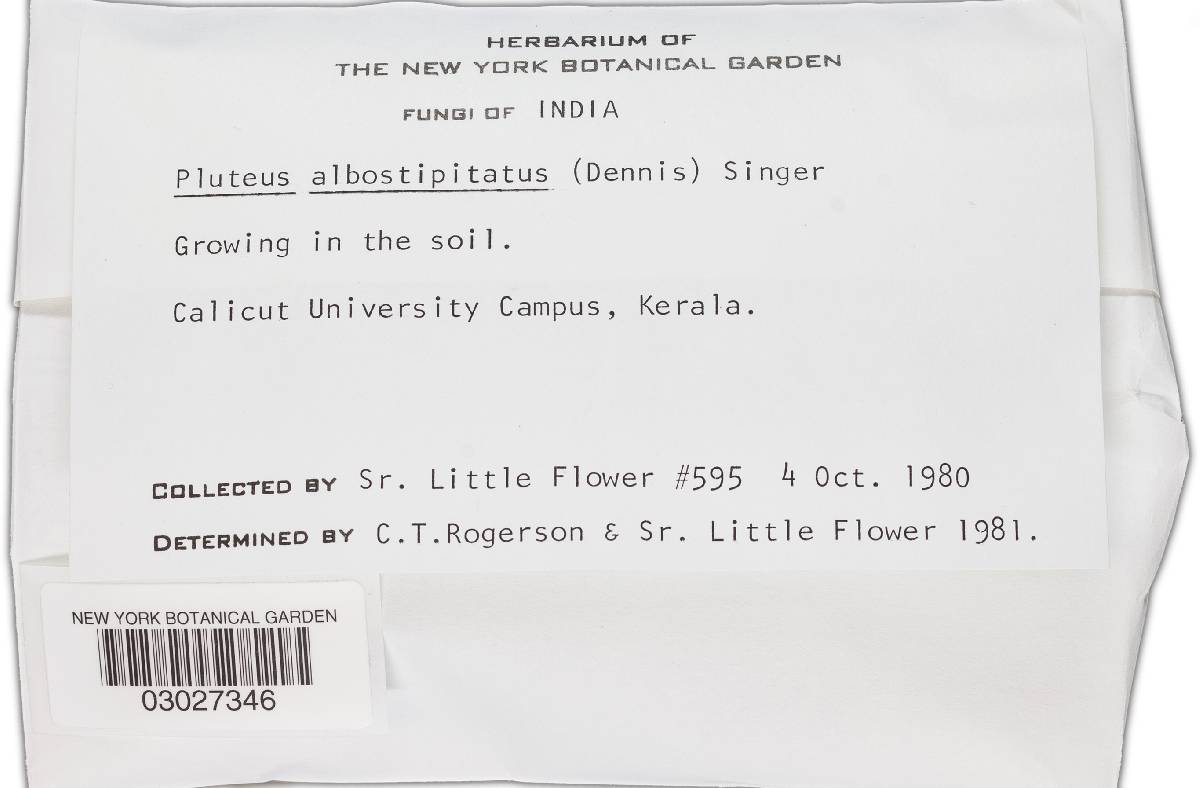 HERBARIUM OF
THE NEW YORK BOTANICAL GARDEN
FUNGI OF INDIA
Pluteus albostipitatus (Dennis) Singer
Growing in the soil.
Calicut University Campus, Kerala.
COLLECTED BY Sr. Little Flower #595 4 Oct. 1980
DETERMINED BY C.T.Rogerson & Sr. Little Flower 1981.
NEW YORK BOTANICAL GARDEN
03027346